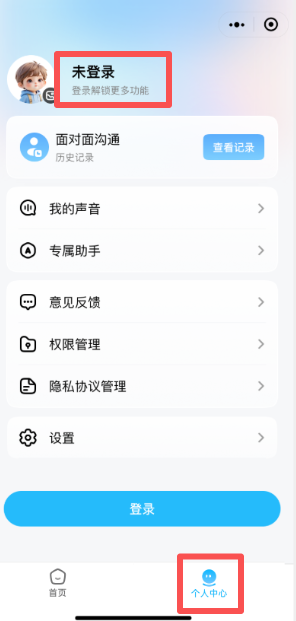 未登录
登录解锁更多功能
面对面沟通
历史记录
查看记录
我的声音
专属助手
意见反馈
权限管理
隐私协议管理
设置
登录
首页
个人中心